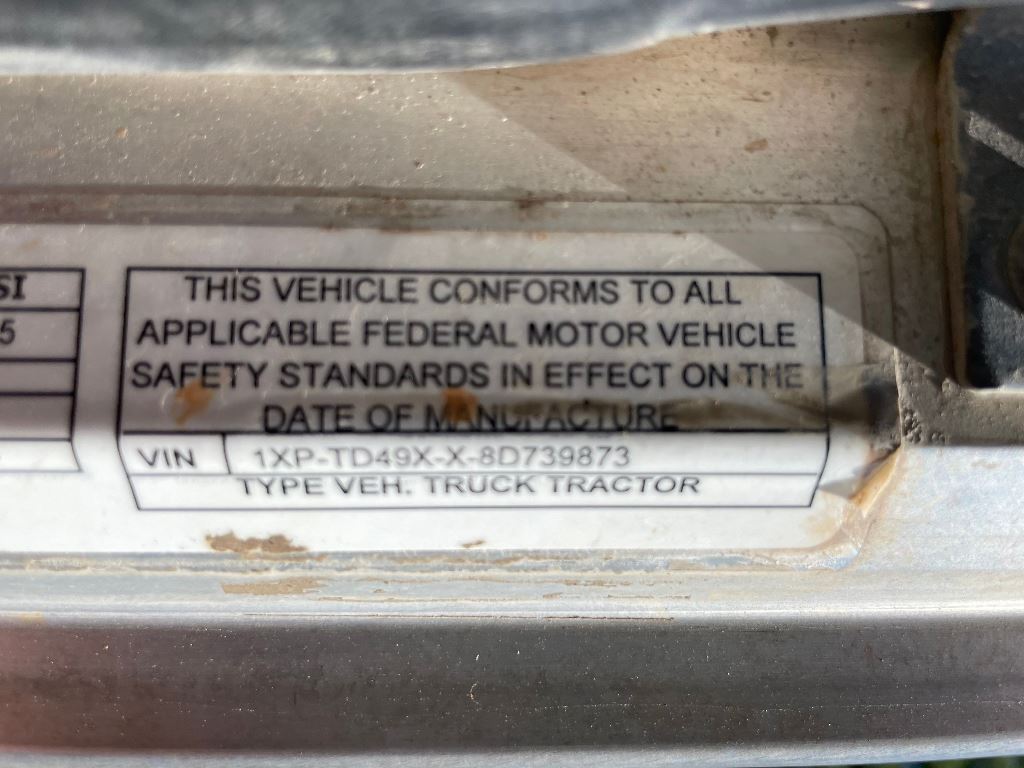 SI
5
THIS VEHICLE CONFORMS TO ALL
APPLICABLE FEDERAL MOTOR VEHICLE
SAFETY STANDARDS IN EFFECT ON THE
DATE OF MANUFACTURE
VIN 1XP-TD49X-X-8D739873
TYPE VEH. TRUCK TRACTOR